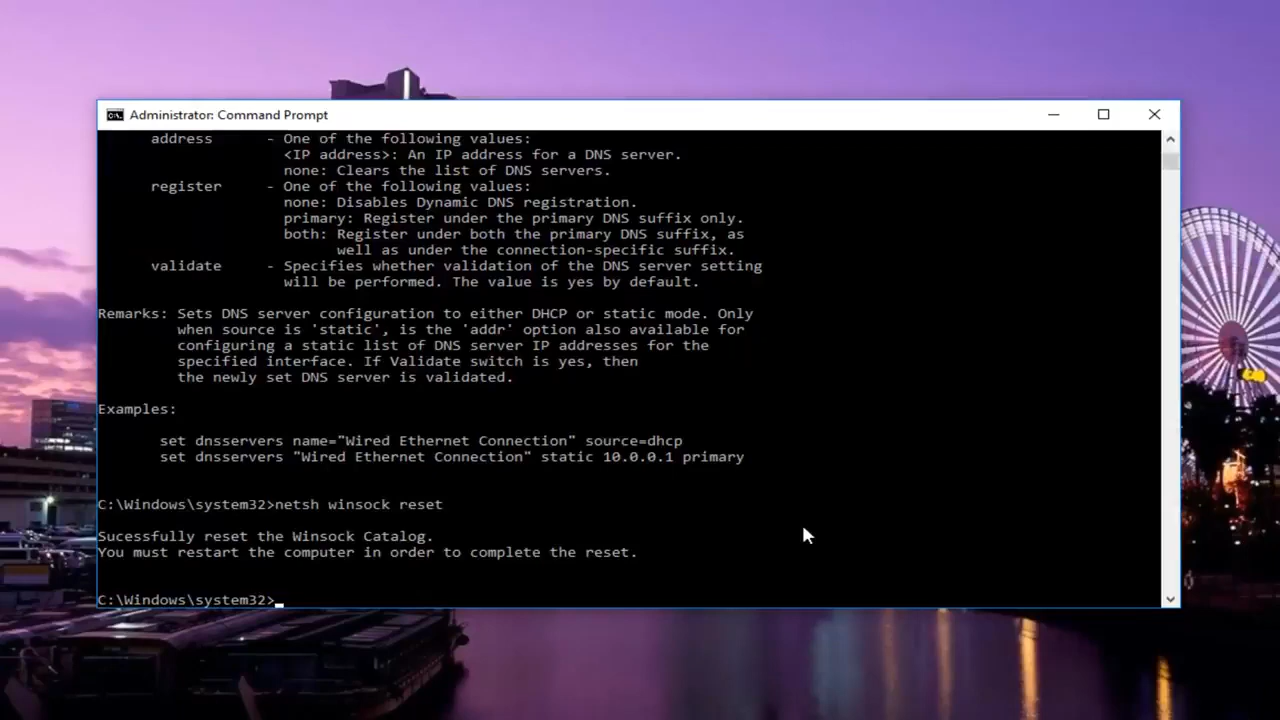 Administrator: Command Prompt
address - One of the following values:
<IP address>: An IP address for a DNS server.
none: Clears the list of DNS servers.
register - One of the following values:
none: Disables Dynamic DNS registration.
primary: Register under the primary DNS suffix only.
both: Register under both the primary DNS suffix, as
well as under the connection-specific suffix.
validate - Specifies whether validation of the DNS server setting
will be performed. The value is yes by default.
Remarks: Sets DNS server configuration to either DHCP or static mode. Only
when source is 'static', is the 'addr' option also available for
configuring a static list of DNS server IP addresses for the
specified interface. If Validate switch is yes, then
the newly set DNS server is validated.
Examples:
set dnsservers name="Wired Ethernet Connection" source=dhcp
set dnsservers "Wired Ethernet Connection" static 10.0.0.1 primary
C:\Windows\system32>netsh winsock reset
Sucessfully reset the Winsock Catalog.
You must restart the computer in order to complete the reset.
C:\Windows\system32>